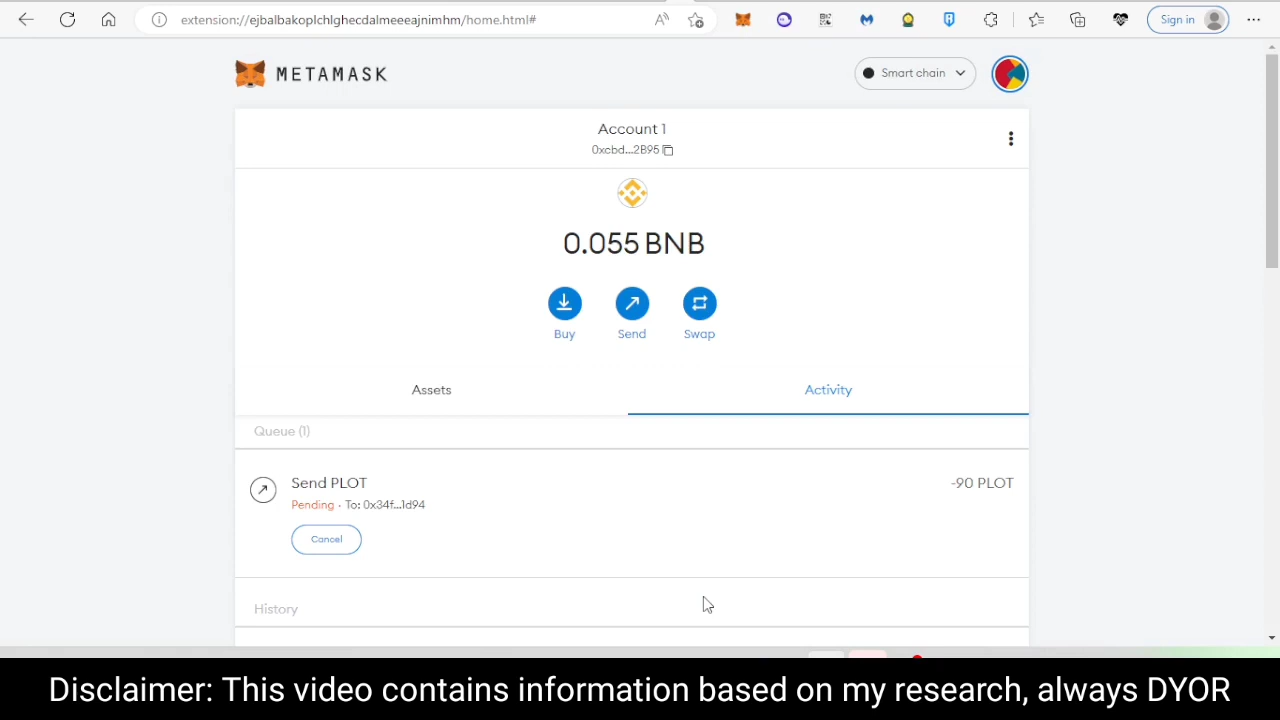 extension://ejbalbakoplchlghecdalmeeeajnimhm/home.html#
Sign in
METAMASK
Smart chain
Account 1
0xcbd...2B95
0.055 BNB
Buy
Send
Swap
Assets
Activity
Queue (1)
Send PLOT
-90 PLOT
Pending · To: 0x34f...1d94
Cancel
History
Disclaimer: This video contains information based on my research, always DYOR